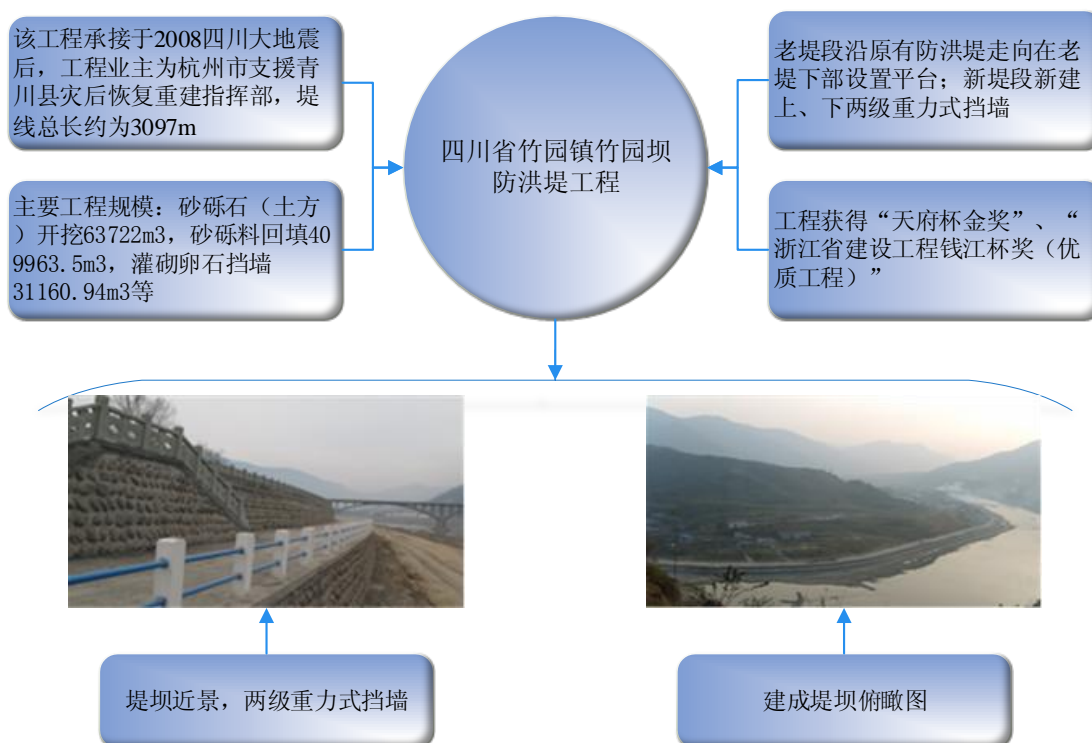 该工程承接于2008四川大地震
后，工程业主为杭州市支援青
川县灾后恢复重建指挥部，堤
线总长约为3097m
主要工程规模：砂砾石（土方
）开挖63722m3，砂砾料回填40
9963.5m3，灌砌卵石挡墙
31160.94m3等
四川省竹园镇竹园坝
防洪堤工程
老堤段沿原有防洪堤走向在老
堤下部设置平台；新堤段新建
上、下两级重力式挡墙
工程获得“天府杯金奖”、“
浙江省建设工程钱江杯奖（优
质工程）”
堤坝近景，两级重力式挡墙
建成堤坝俯瞰图